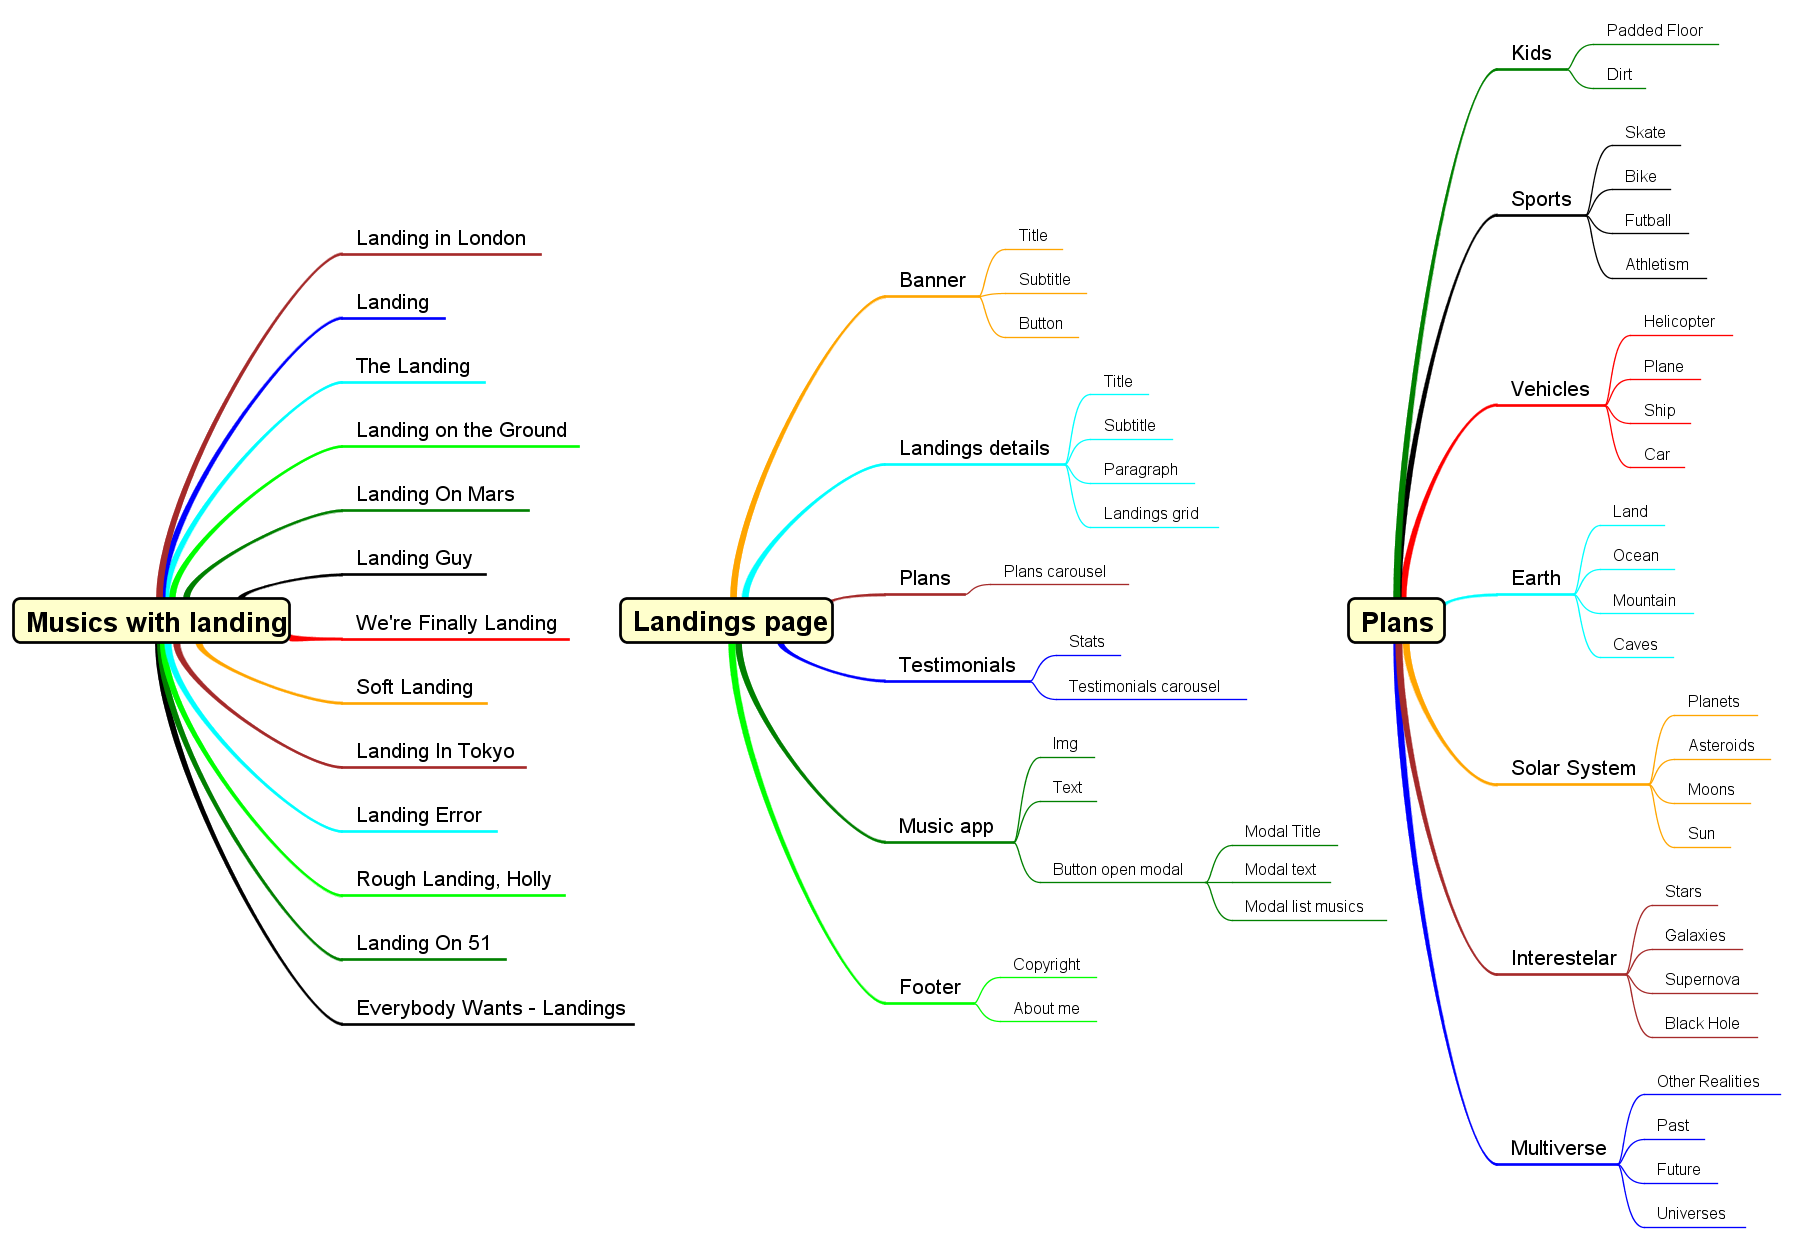 Musics with landing
Landing in London
Landing
The Landing
Landing on the Ground
Landing On Mars
Landing Guy
We're Finally Landing
Soft Landing
Landing In Tokyo
Landing Error
Rough Landing, Holly
Landing On 51
Everybody Wants - Landings
Landings page
Banner
Title
Subtitle
Button
Landings details
Title
Subtitle
Paragraph
Landings grid
Plans
Plans carousel
Testimonials
Stats
Testimonials carousel
Music app
Img
Text
Button open modal
Modal Title
Modal text
Modal list musics
Footer
Copyright
About me
Plans
Kids
Padded Floor
Dirt
Sports
Skate
Bike
Futball
Athletism
Vehicles
Helicopter
Plane
Ship
Car
Earth
Land
Ocean
Mountain
Caves
Solar System
Planets
Asteroids
Moons
Sun
Interestelar
Stars
Galaxies
Supernova
Black Hole
Multiverse
Other Realities
Past
Future
Universes